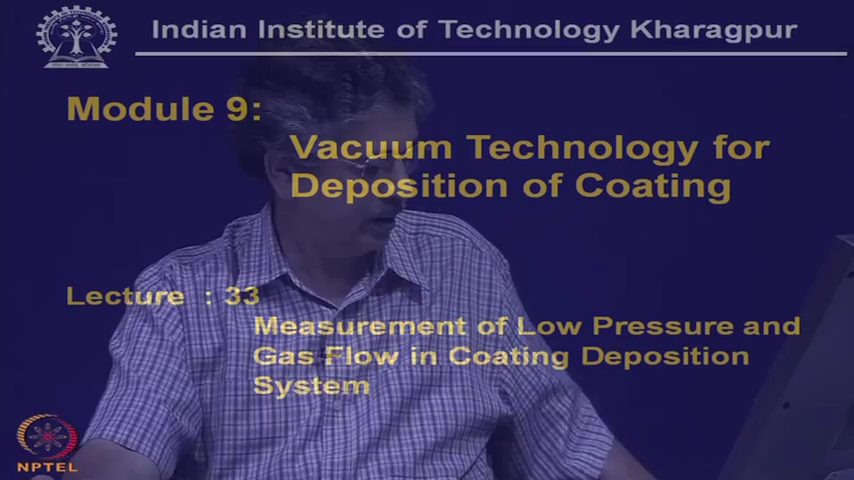 Indian Institute of Technology Kharagpur
Module 9:
Vacuum Technology for
Deposition of Coating
Lecture : 33
Measurement of Low Pressure and
Gas Flow in Coating Deposition
System
NPTEL